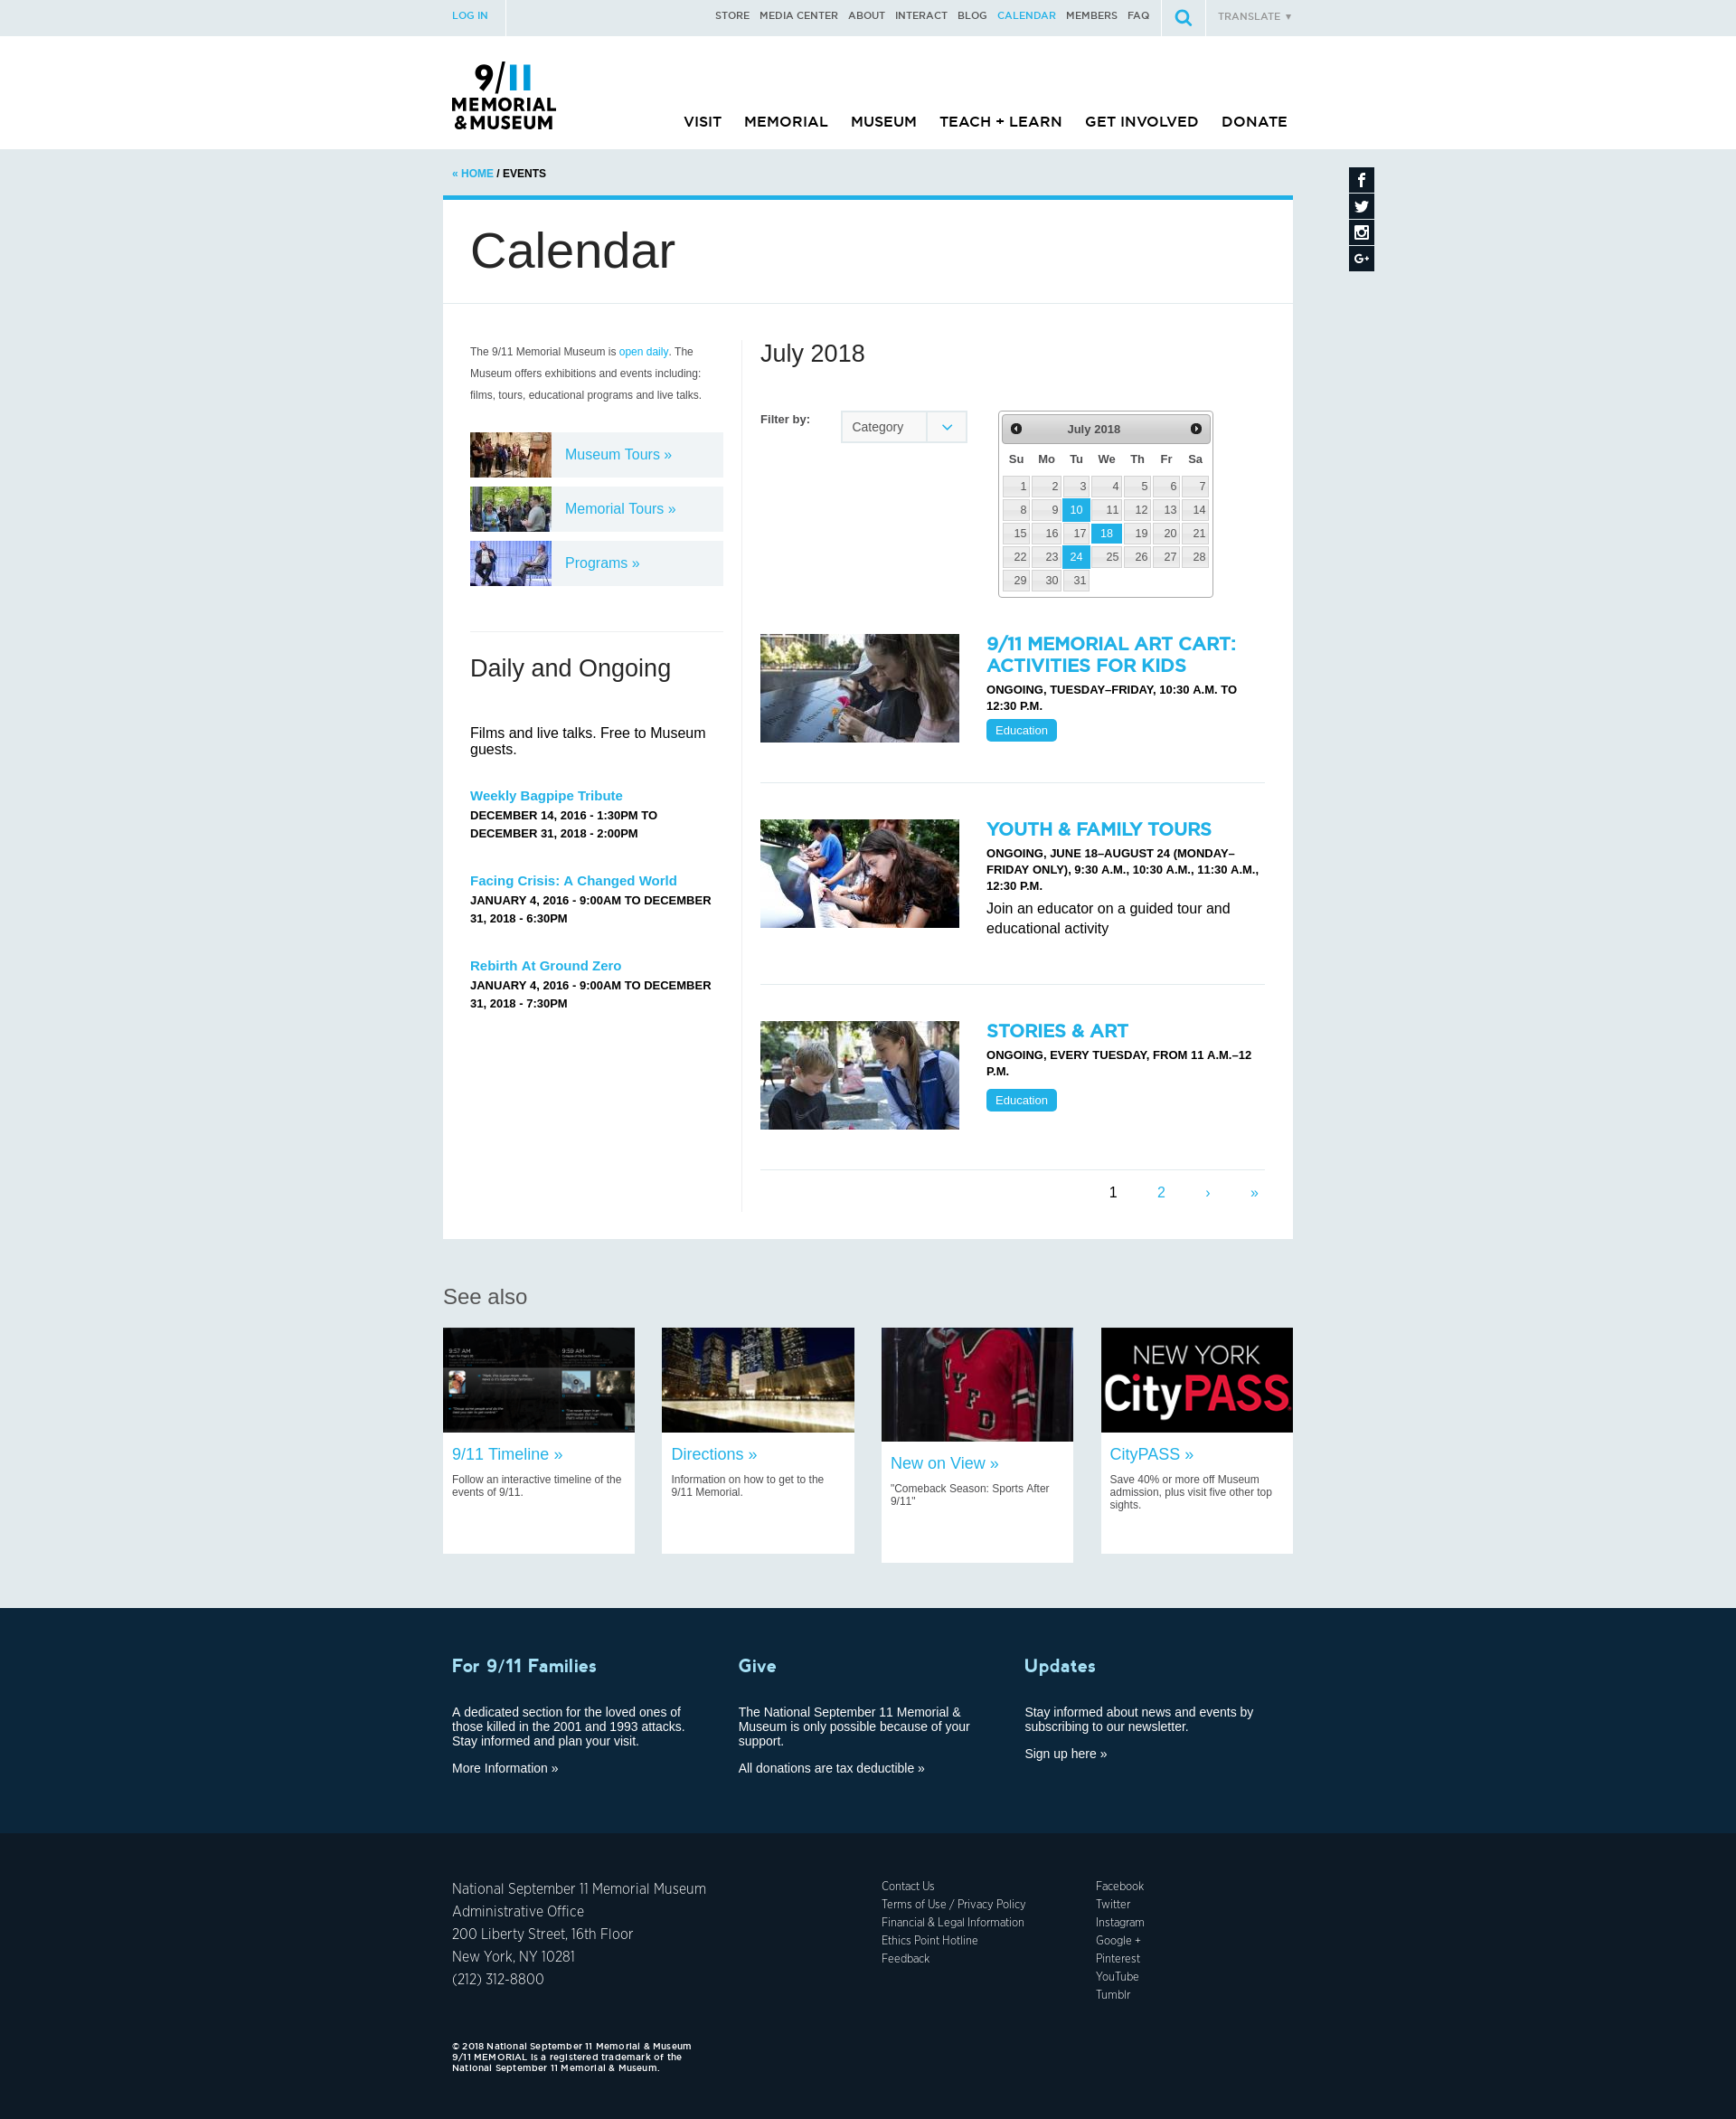 LOG IN
STORE MEDIA CENTER ABOUT INTERACT BLOG CALENDAR MEMBERS FAQ
TRANSLATE ▼
9/11
MEMORIAL
& MUSEUM
VISIT MEMORIAL MUSEUM TEACH + LEARN GET INVOLVED DONATE
« HOME / EVENTS
Calendar
The 9/11 Memorial Museum is open daily. The
Museum offers exhibitions and events including:
films, tours, educational programs and live talks.
Museum Tours »
Memorial Tours »
Programs »
Daily and Ongoing
Films and live talks. Free to Museum
guests.
Weekly Bagpipe Tribute
DECEMBER 14, 2016 - 1:30PM TO
DECEMBER 31, 2018 - 2:00PM
Facing Crisis: A Changed World
JANUARY 4, 2016 - 9:00AM TO DECEMBER
31, 2018 - 6:30PM
Rebirth At Ground Zero
JANUARY 4, 2016 - 9:00AM TO DECEMBER
31, 2018 - 7:30PM
July 2018
Filter by:
Category
July 2018
Su Mo Tu We Th Fr Sa
1 2 3 4 5 6 7
8 9 10 11 12 13 14
15 16 17 18 19 20 21
22 23 24 25 26 27 28
29 30 31
9/11 MEMORIAL ART CART:
ACTIVITIES FOR KIDS
ONGOING, TUESDAY–FRIDAY, 10:30 A.M. TO
12:30 P.M.
Education
YOUTH & FAMILY TOURS
ONGOING, JUNE 18–AUGUST 24 (MONDAY–
FRIDAY ONLY), 9:30 A.M., 10:30 A.M., 11:30 A.M.,
12:30 P.M.
Join an educator on a guided tour and
educational activity
STORIES & ART
ONGOING, EVERY TUESDAY, FROM 11 A.M.–12
P.M.
Education
1 2 › »
See also
9:57 AM
9:59 AM
9/11 Timeline »
Follow an interactive timeline of the
events of 9/11.
Directions »
Information on how to get to the
9/11 Memorial.
New on View »
"Comeback Season: Sports After
9/11"
NEW YORK
CityPASS
CityPASS »
Save 40% or more off Museum
admission, plus visit five other top
sights.
For 9/11 Families
A dedicated section for the loved ones of
those killed in the 2001 and 1993 attacks.
Stay informed and plan your visit.
More Information »
Give
The National September 11 Memorial &
Museum is only possible because of your
support.
All donations are tax deductible »
Updates
Stay informed about news and events by
subscribing to our newsletter.
Sign up here »
National September 11 Memorial Museum
Administrative Office
200 Liberty Street, 16th Floor
New York, NY 10281
(212) 312-8800
Contact Us
Terms of Use / Privacy Policy
Financial & Legal Information
Ethics Point Hotline
Feedback
Facebook
Twitter
Instagram
Google +
Pinterest
YouTube
Tumblr
© 2018 National September 11 Memorial & Museum
9/11 MEMORIAL is a registered trademark of the
National September 11 Memorial & Museum.